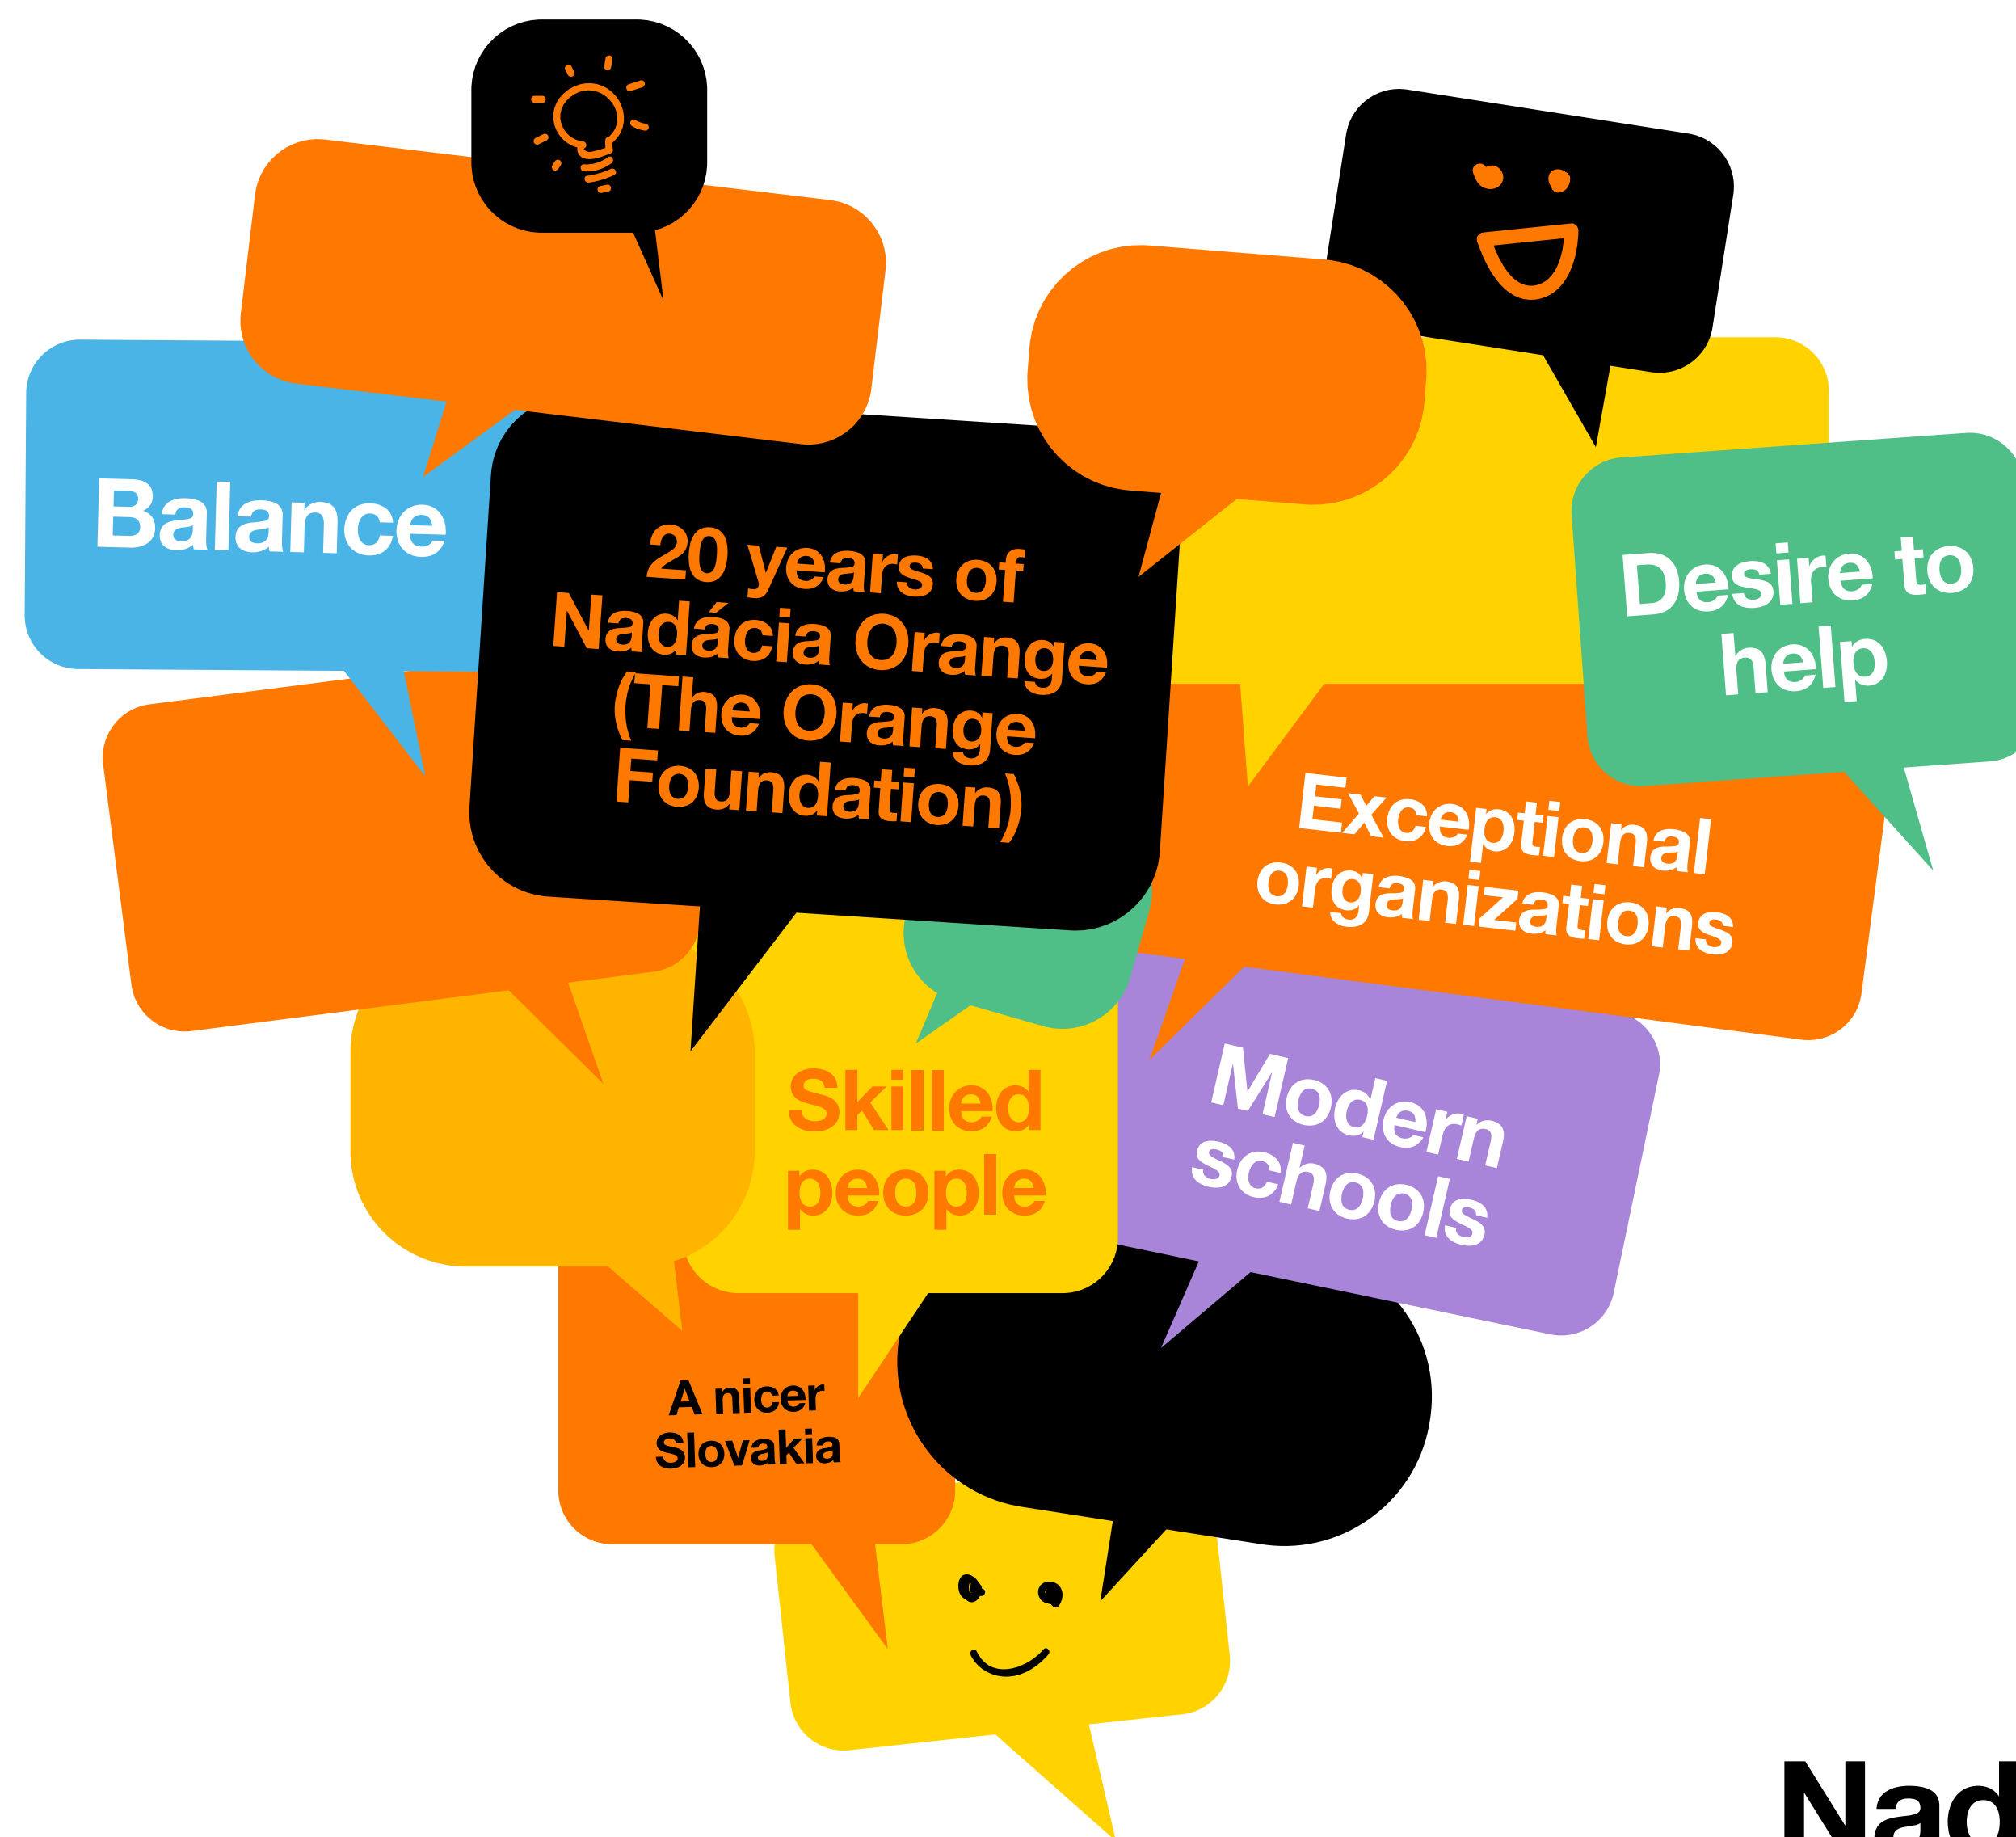 Balance
20 years of
Nadácia Orange
(The Orange
Foundation)
Desire to
help
Exceptional
organizations
Skilled
people
Modern
schools
A nicer
Slovakia
Nad